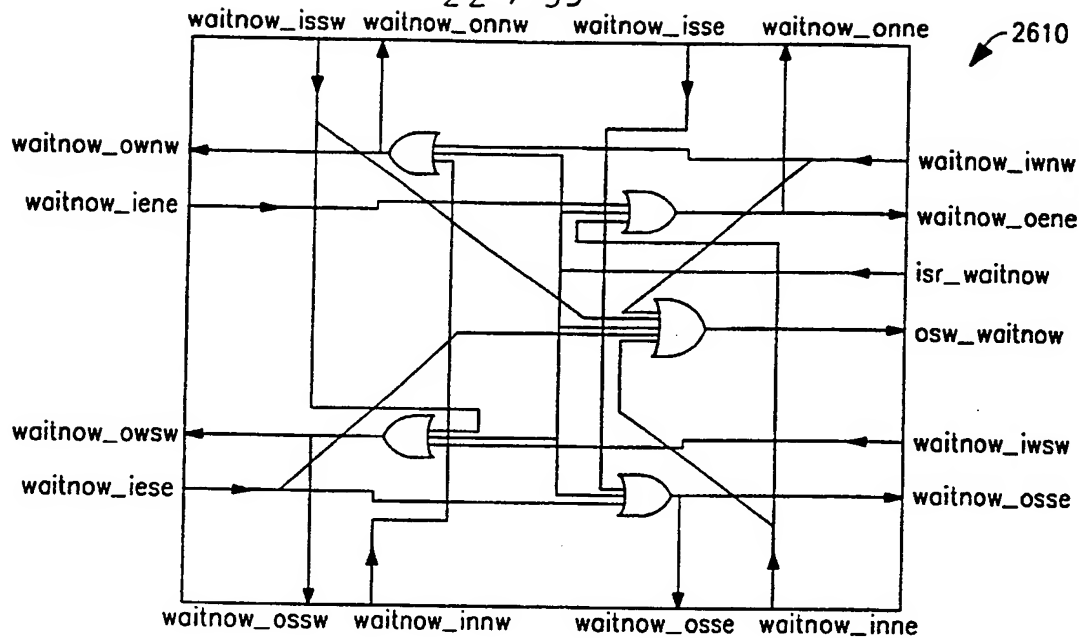 waitnow_issw waitnow_onnw waitnow_isse waitnow_onne
2610
waitnow_ownw
waitnow_iwnw
waitnow_iene
waitnow_oene
isr_waitnow
osw_waitnow
waitnow_owsw
waitnow_iwsw
waitnow_iese
waitnow_osse
waitnow_ossw waitnow_innw waitnow_osse waitnow_inne